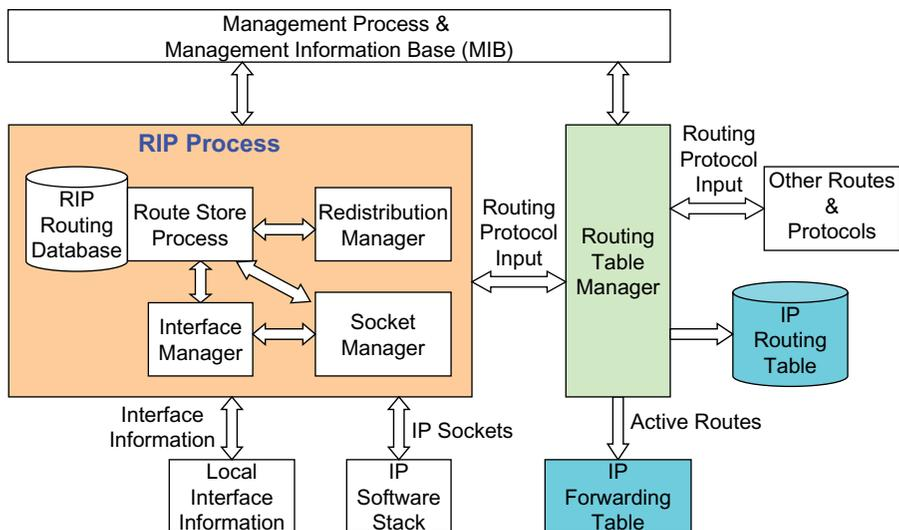 Management Process &
Management Information Base (MIB)
RIP Process
RIP
Routing
Database
Route Store
Process
Redistribution
Manager
Interface
Manager
Socket
Manager
Routing
Protocol
Input
Routing
Table
Manager
Routing
Protocol
Input
Other Routes
&
Protocols
IP
Routing
Table
Interface
Information
IP Sockets
Active Routes
Local
Interface
Information
IP
Software
Stack
IP
Forwarding
Table